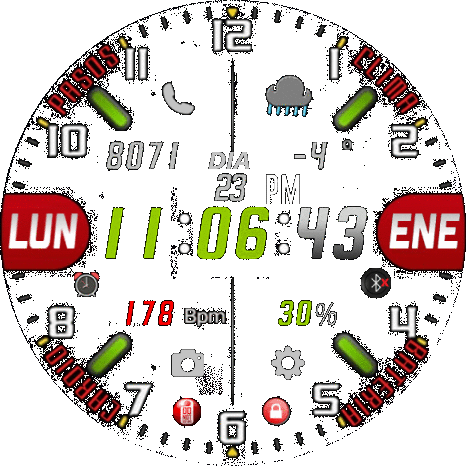 12
11 1
PASOS CLIMA
10 2
8071 DIA -4°
23 PM
LUN 11:06:43 ENE
178 Bpm 30%
8 4
CARDIO BATERIA
7 5
6